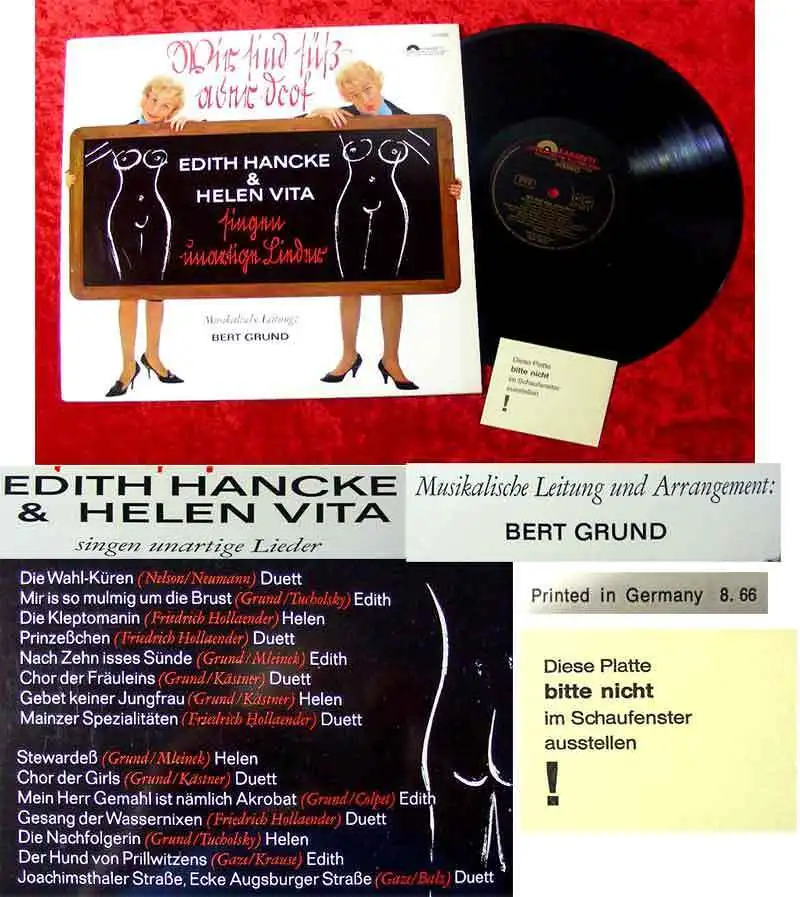 Wir sind süß
aber doof
EDITH HANCKE
&
HELEN VITA
singen
unartige Lieder
Musikalische Leitung:
BERT GRUND
Diese Platte
bitte nicht
im Schaufenster
ausstellen
!
EDITH HANCKE
& HELEN VITA
singen unartige Lieder
Musikalische Leitung und Arrangement:
BERT GRUND
Die Wahl-Küren (Nelson/Neumann) Duett
Mir is so mulmig um die Brust (Grund/Tucholsky) Edith
Die Kleptomanin (Friedrich Hollaender) Helen
Prinzeßchen (Friedrich Hollaender) Duett
Nach Zehn isses Sünde (Grund/Mleinek) Edith
Chor der Fräuleins (Grund/Kästner) Duett
Gebet keiner Jungfrau (Grund/Kästner) Helen
Mainzer Spezialitäten (Friedrich Hollaender) Duett
Stewardeß (Grund/Mleinek) Helen
Chor der Girls (Grund/Kästner) Duett
Mein Herr Gemahl ist nämlich Akrobat (Grund/Colpet) Edith
Gesang der Wassernixen (Friedrich Hollaender) Duett
Die Nachfolgerin (Grund/Tucholsky) Helen
Der Hund von Prillwitzens (Gaze/Krause) Edith
Joachimsthaler Straße, Ecke Augsburger Straße (Gaze/Balz) Duett
Printed in Germany 8. 66
Diese Platte
bitte nicht
im Schaufenster
ausstellen
!